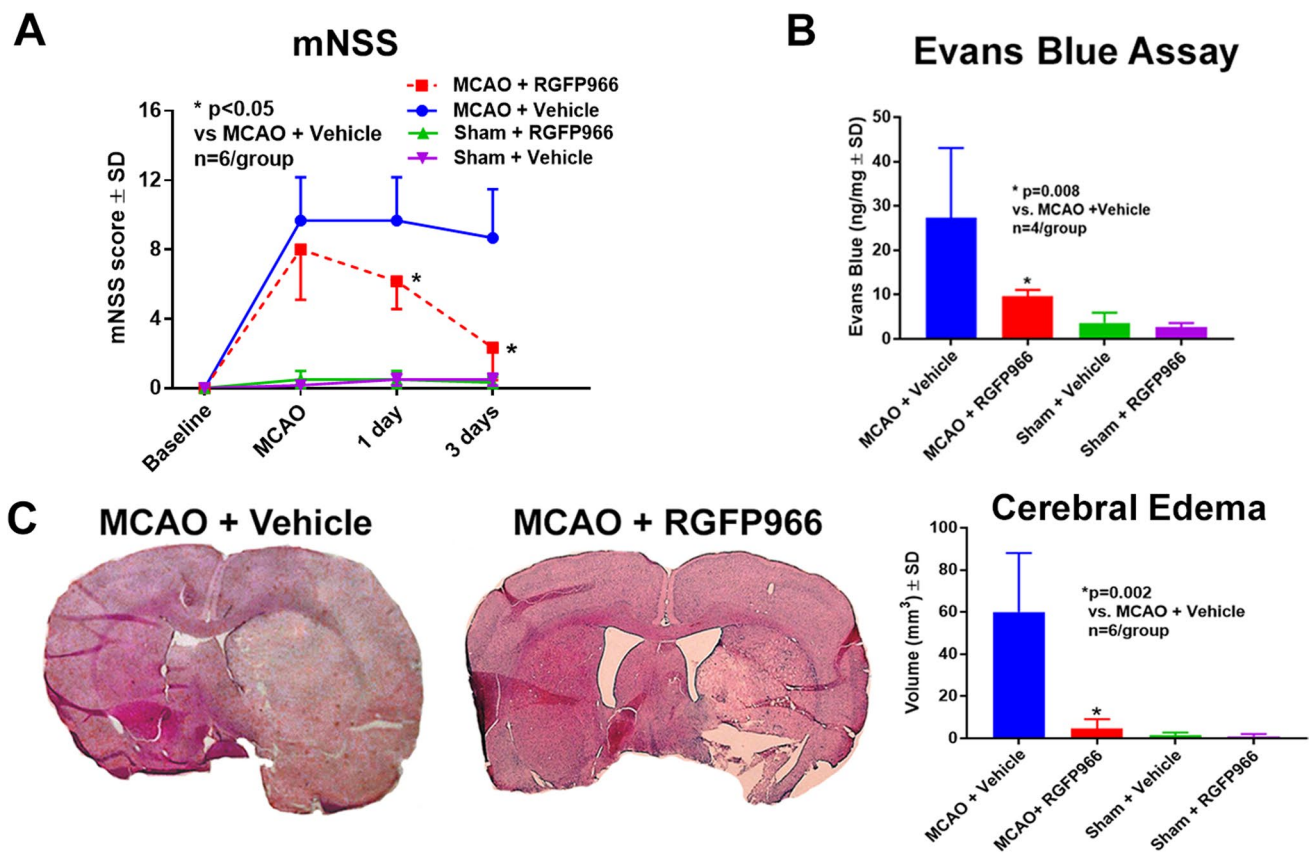 A
mNSS
MCAO + RGFP966
MCAO + Vehicle
Sham + RGFP966
Sham + Vehicle
* p<0.05
vs MCAO + Vehicle
n=6/group
mNSS score ± SD
16
12
8
4
0
*
*
Baseline
MCAO
1 day
3 days
B
Evans Blue Assay
Evans Blue (ng/mg ± SD)
50
40
30
20
10
0
* p=0.008
vs. MCAO +Vehicle
n=4/group
*
MCAO + Vehicle
MCAO + RGFP966
Sham + Vehicle
Sham + RGFP966
C
MCAO + Vehicle
MCAO + RGFP966
Cerebral Edema
Volume (mm³) ± SD
100
80
60
40
20
0
*p=0.002
vs. MCAO + Vehicle
n=6/group
*
MCAO + Vehicle
MCAO+ RGFP966
Sham + Vehicle
Sham + RGFP966